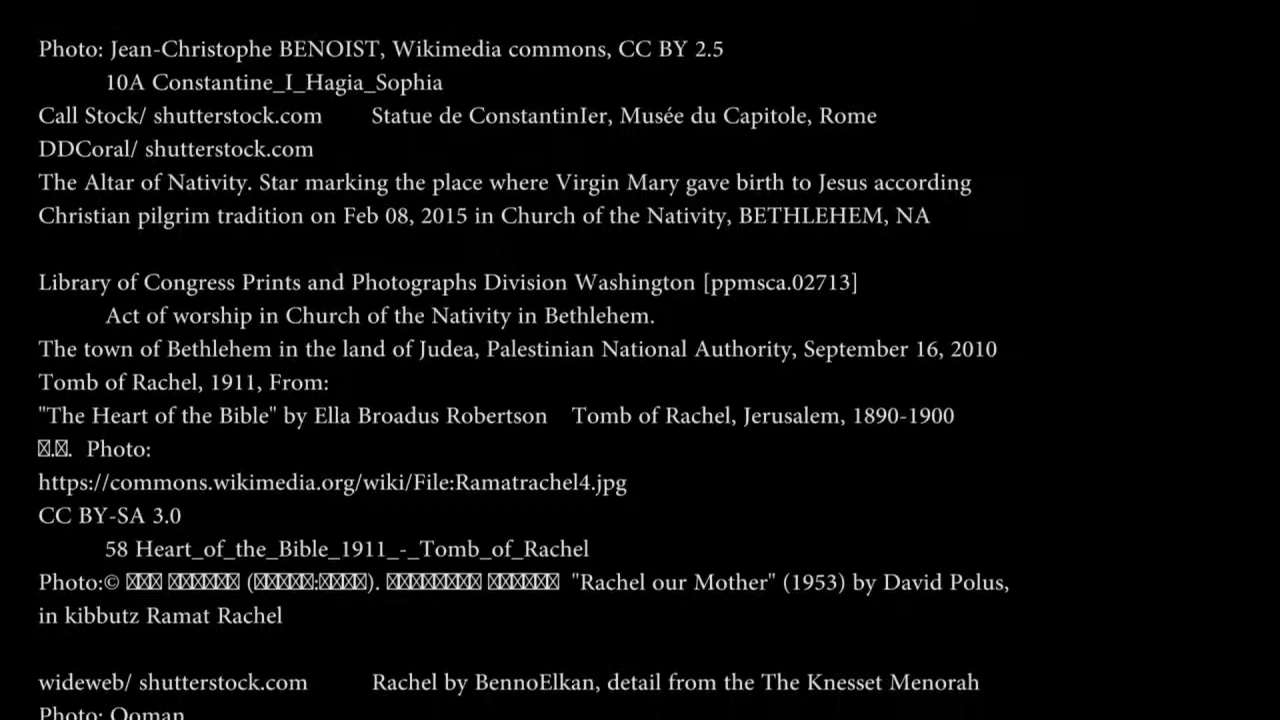 Photo: Jean-Christophe BENOIST, Wikimedia commons, CC BY 2.5
10A Constantine_I_Hagia_Sophia
Call Stock/ shutterstock.com Statue de ConstantinIer, Musée du Capitole, Rome
DDCoral/ shutterstock.com
The Altar of Nativity. Star marking the place where Virgin Mary gave birth to Jesus according
Christian pilgrim tradition on Feb 08, 2015 in Church of the Nativity, BETHLEHEM, NA
Library of Congress Prints and Photographs Division Washington [ppmsca.02713]
Act of worship in Church of the Nativity in Bethlehem.
The town of Bethlehem in the land of Judea, Palestinian National Authority, September 16, 2010
Tomb of Rachel, 1911, From:
"The Heart of the Bible" by Ella Broadus Robertson Tomb of Rachel, Jerusalem, 1890-1900
Photo:
https://commons.wikimedia.org/wiki/File:Ramatrachel4.jpg
CC BY-SA 3.0
58 Heart_of_the_Bible_1911_-_Tomb_of_Rachel
Photo:© "Rachel our Mother" (1953) by David Polus,
in kibbutz Ramat Rachel
wideweb/ shutterstock.com Rachel by BennoElkan, detail from the The Knesset Menorah
Photo: Ooman